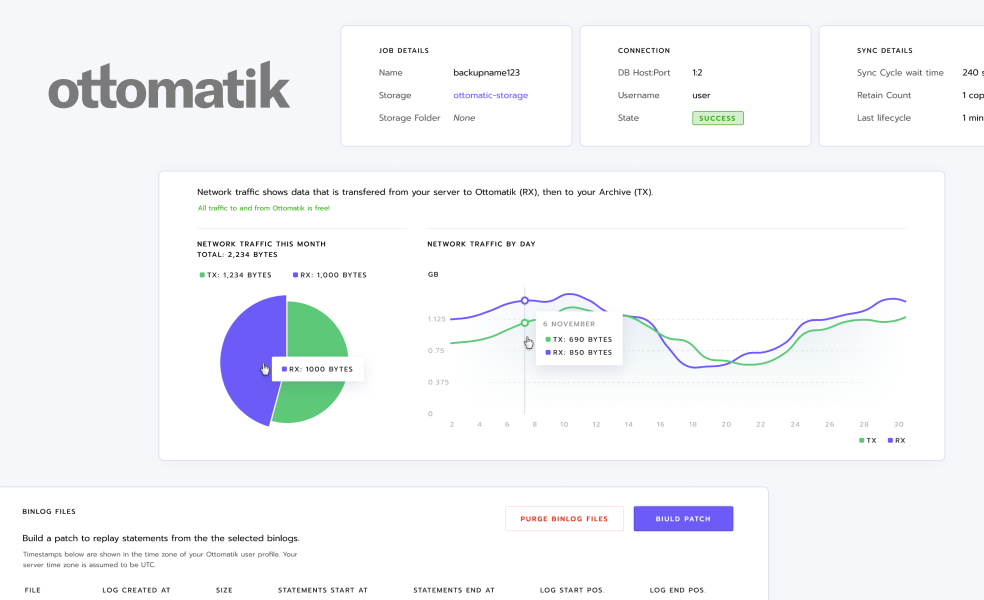 ottomatik
JOB DETAILS
Name backupname123
Storage ottomatic-storage
Storage Folder None
CONNECTION
DB Host:Port 1:2
Username user
State SUCCESS
SYNC DETAILS
Sync Cycle wait time 240 s
Retain Count 1 cop
Last lifecycle 1 min
Network traffic shows data that is transfered from your server to Ottomatik (RX), then to your Archive (TX).
All traffic to and from Ottomatik is free!
NETWORK TRAFFIC THIS MONTH
TOTAL: 2,234 BYTES
TX: 1,234 BYTES RX: 1,000 BYTES
RX: 1000 BYTES
NETWORK TRAFFIC BY DAY
GB
1.125
0.75
0.375
0
6 NOVEMBER
TX: 690 BYTES
RX: 850 BYTES
2 4 6 8 10 12 14 16 18 20 22 24 26 28 30
TX RX
BINLOG FILES
PURGE BINLOG FILES BIULD PATCH
Build a patch to replay statements from the the selected binlogs.
Timestamps below are shown in the time zone of your Ottomatik user profile. Your
server time zone is assumed to be UTC.
FILE LOG CREATED AT SIZE STATEMENTS START AT STATEMENTS END AT LOG START POS. LOG END POS.